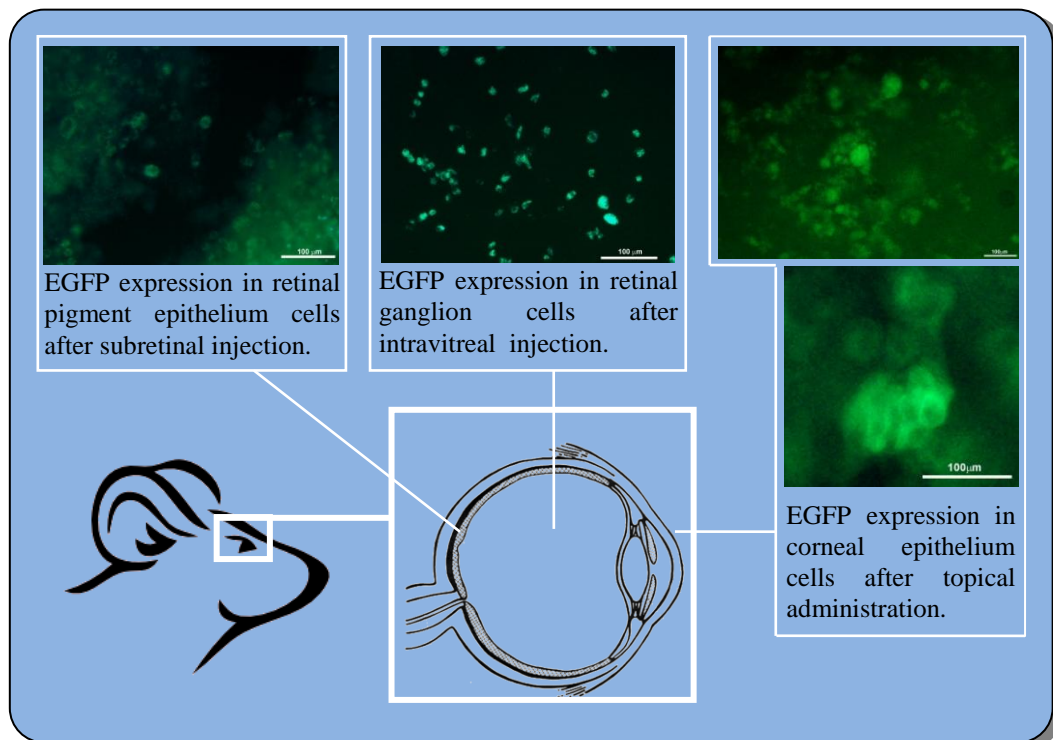 100 μm
EGFP expression in retinal
pigment epithelium cells
after subretinal injection.
100 μm
EGFP expression in retinal
ganglion cells after
intravitreal injection.
100 μm
100μm
EGFP expression in
corneal epithelium
cells after topical
administration.